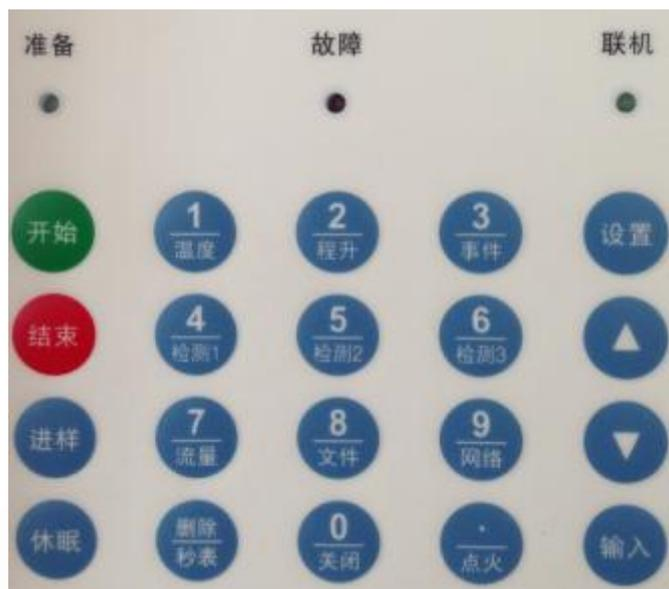 准备 故障 联机
开始 1 2 3 设置
温度 程升 事件
结束 4 5 6 ▲
检测1 检测2 检测3
进样 7 8 9 ▼
流量 文件 网络
休眠 删除 0 · 输入
秒表 关闭 点火